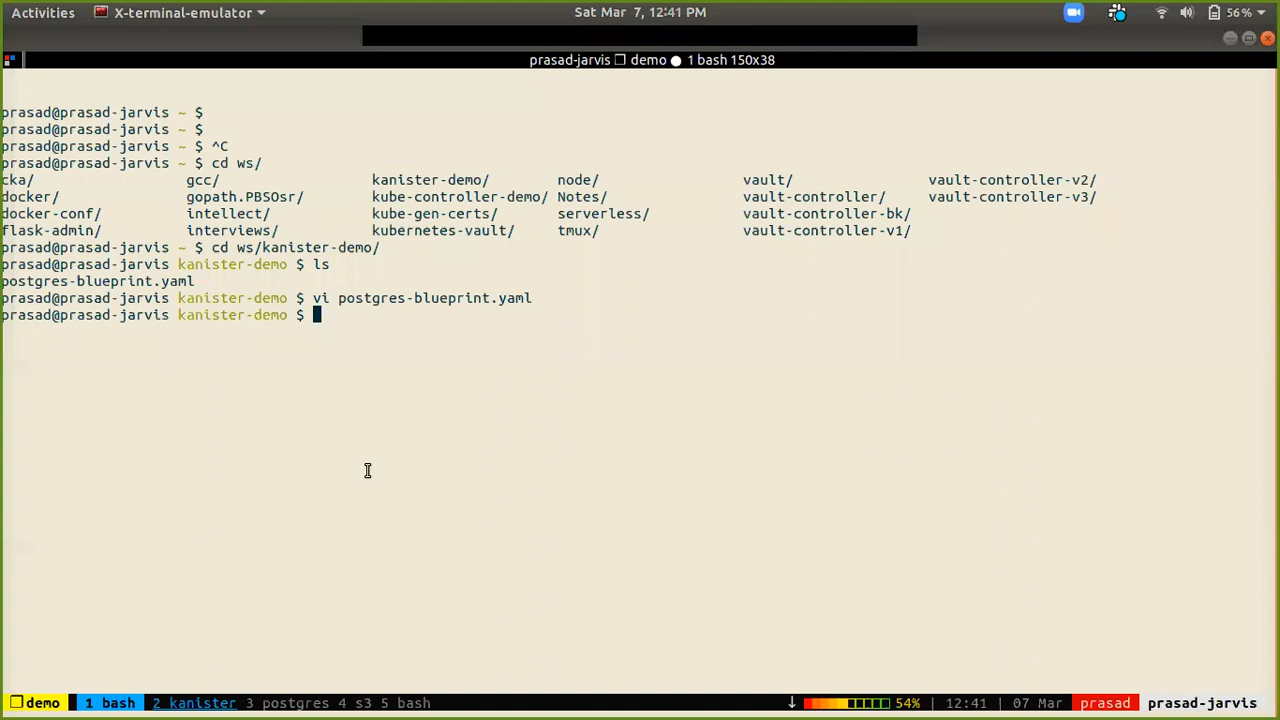 Activities X-terminal-emulator Sat Mar 7, 12:41 PM 56%
prasad-jarvis ❐ demo ● 1 bash 150x38
prasad@prasad-jarvis ~ $
prasad@prasad-jarvis ~ $
prasad@prasad-jarvis ~ $ ^C
prasad@prasad-jarvis ~ $ cd ws/
cka/ gcc/ kanister-demo/ node/ vault/ vault-controller-v2/
docker/ gopath.PBSOsr/ kube-controller-demo/ Notes/ vault-controller/ vault-controller-v3/
docker-conf/ intellect/ kube-gen-certs/ serverless/ vault-controller-bk/
flask-admin/ interviews/ kubernetes-vault/ tmux/ vault-controller-v1/
prasad@prasad-jarvis ~ $ cd ws/kanister-demo/
prasad@prasad-jarvis kanister-demo $ ls
postgres-blueprint.yaml
prasad@prasad-jarvis kanister-demo $ vi postgres-blueprint.yaml
prasad@prasad-jarvis kanister-demo $
❐ demo 1 bash 2 kanister 3 postgres 4 s3 5 bash ↓ 54% | 12:41 | 07 Mar prasad prasad-jarvis